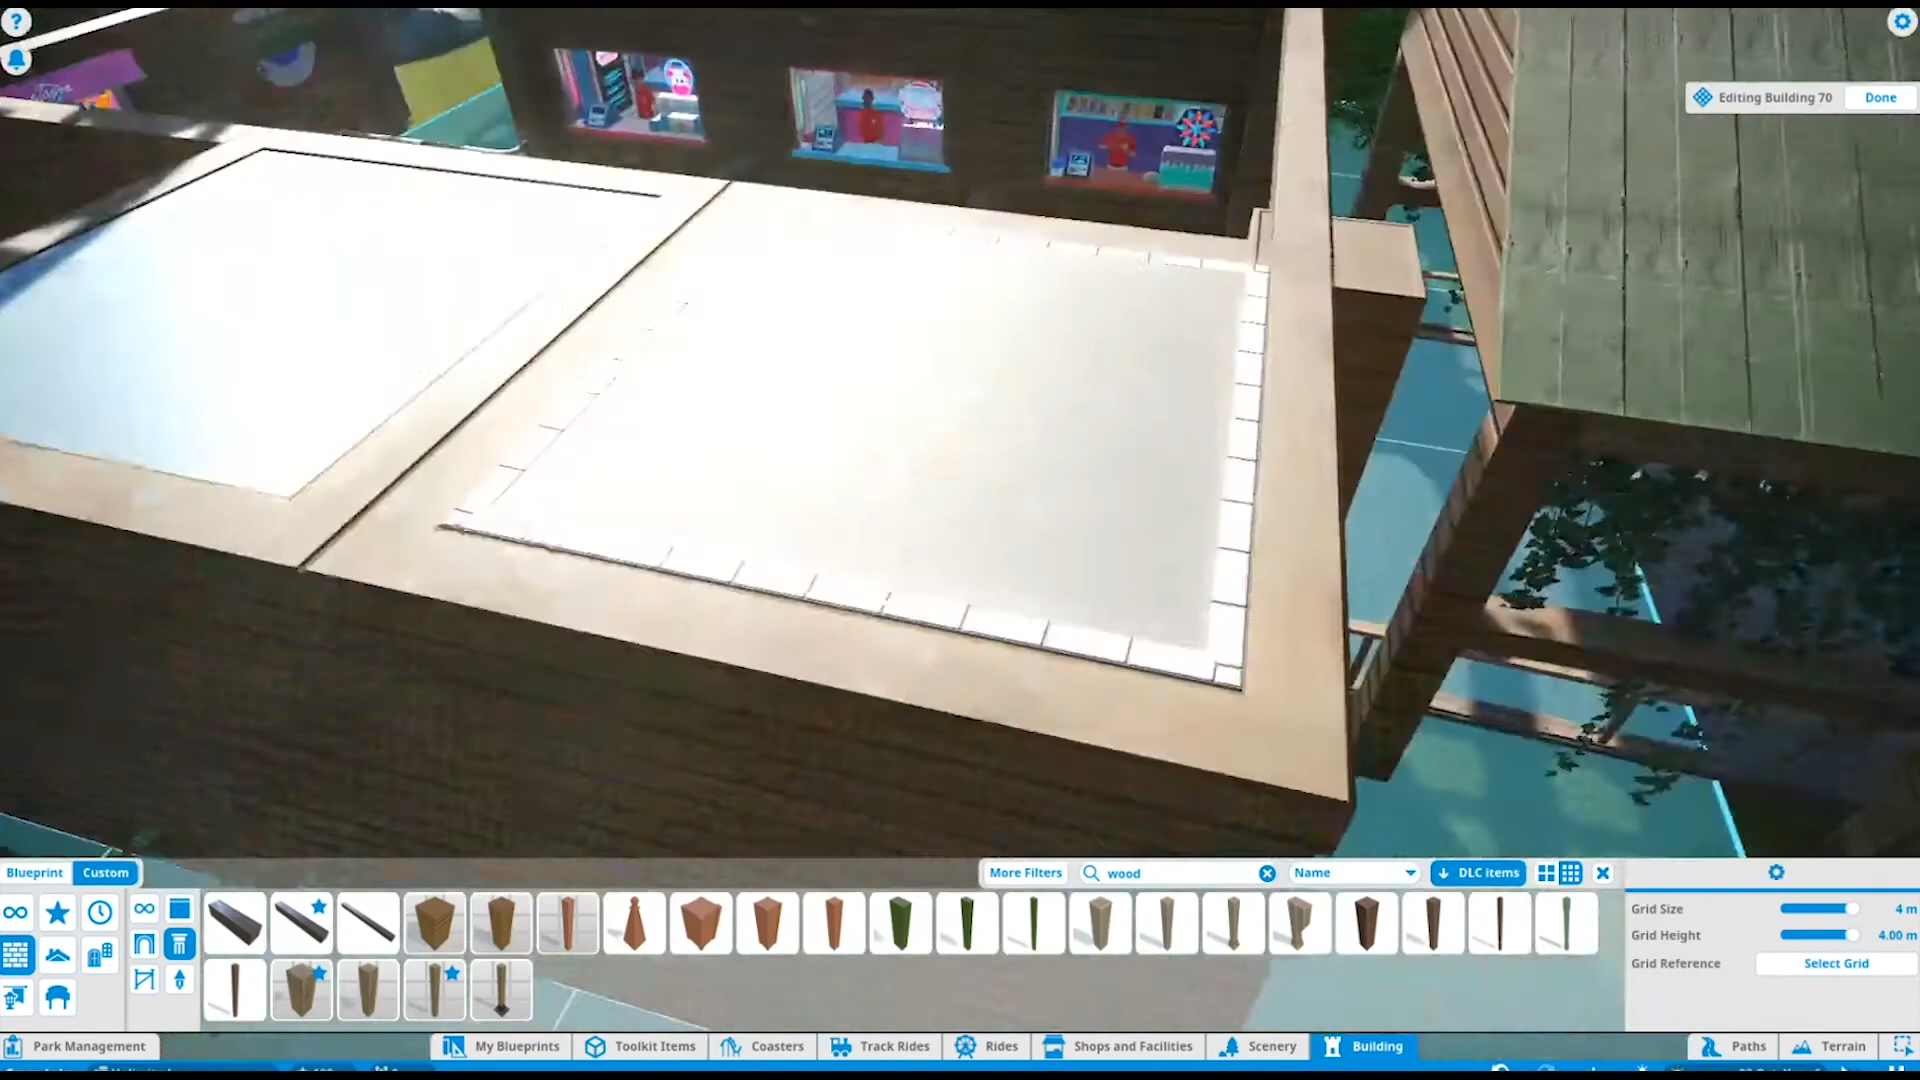 ?
Editing Building 70
Done
Blueprint
Custom
More Filters
wood
Name
DLC items
Grid Size
4 m
Grid Height
4.00 m
Grid Reference
Select Grid
Park Management
My Blueprints
Toolkit Items
Coasters
Track Rides
Rides
Shops and Facilities
Scenery
Building
Paths
Terrain